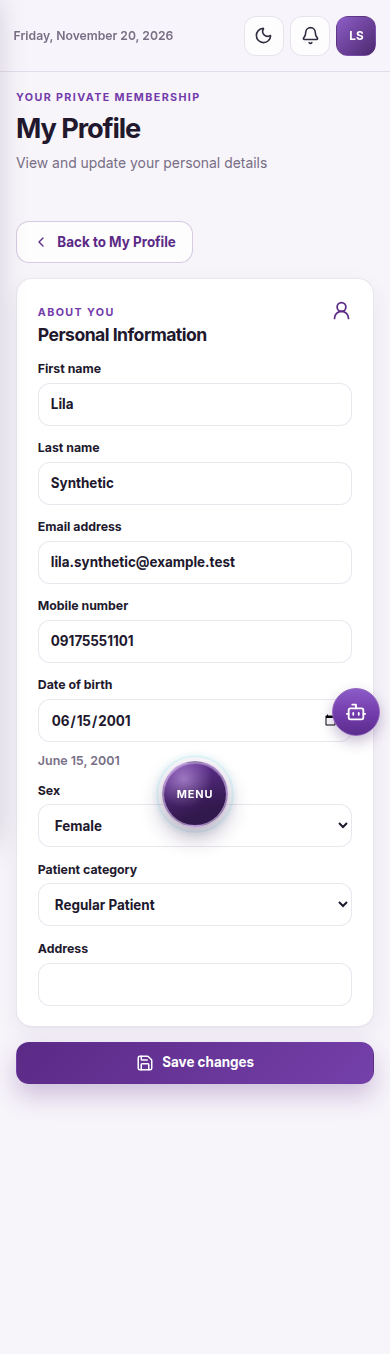 Friday, November 20, 2026
LS
YOUR PRIVATE MEMBERSHIP
My Profile
View and update your personal details
Back to My Profile
ABOUT YOU
Personal Information
First name
Lila
Last name
Synthetic
Email address
lila.synthetic@example.test
Mobile number
09175551101
Date of birth
06/15/2001
June 15, 2001
MENU
Sex
Female
Patient category
Regular Patient
Address
Save changes